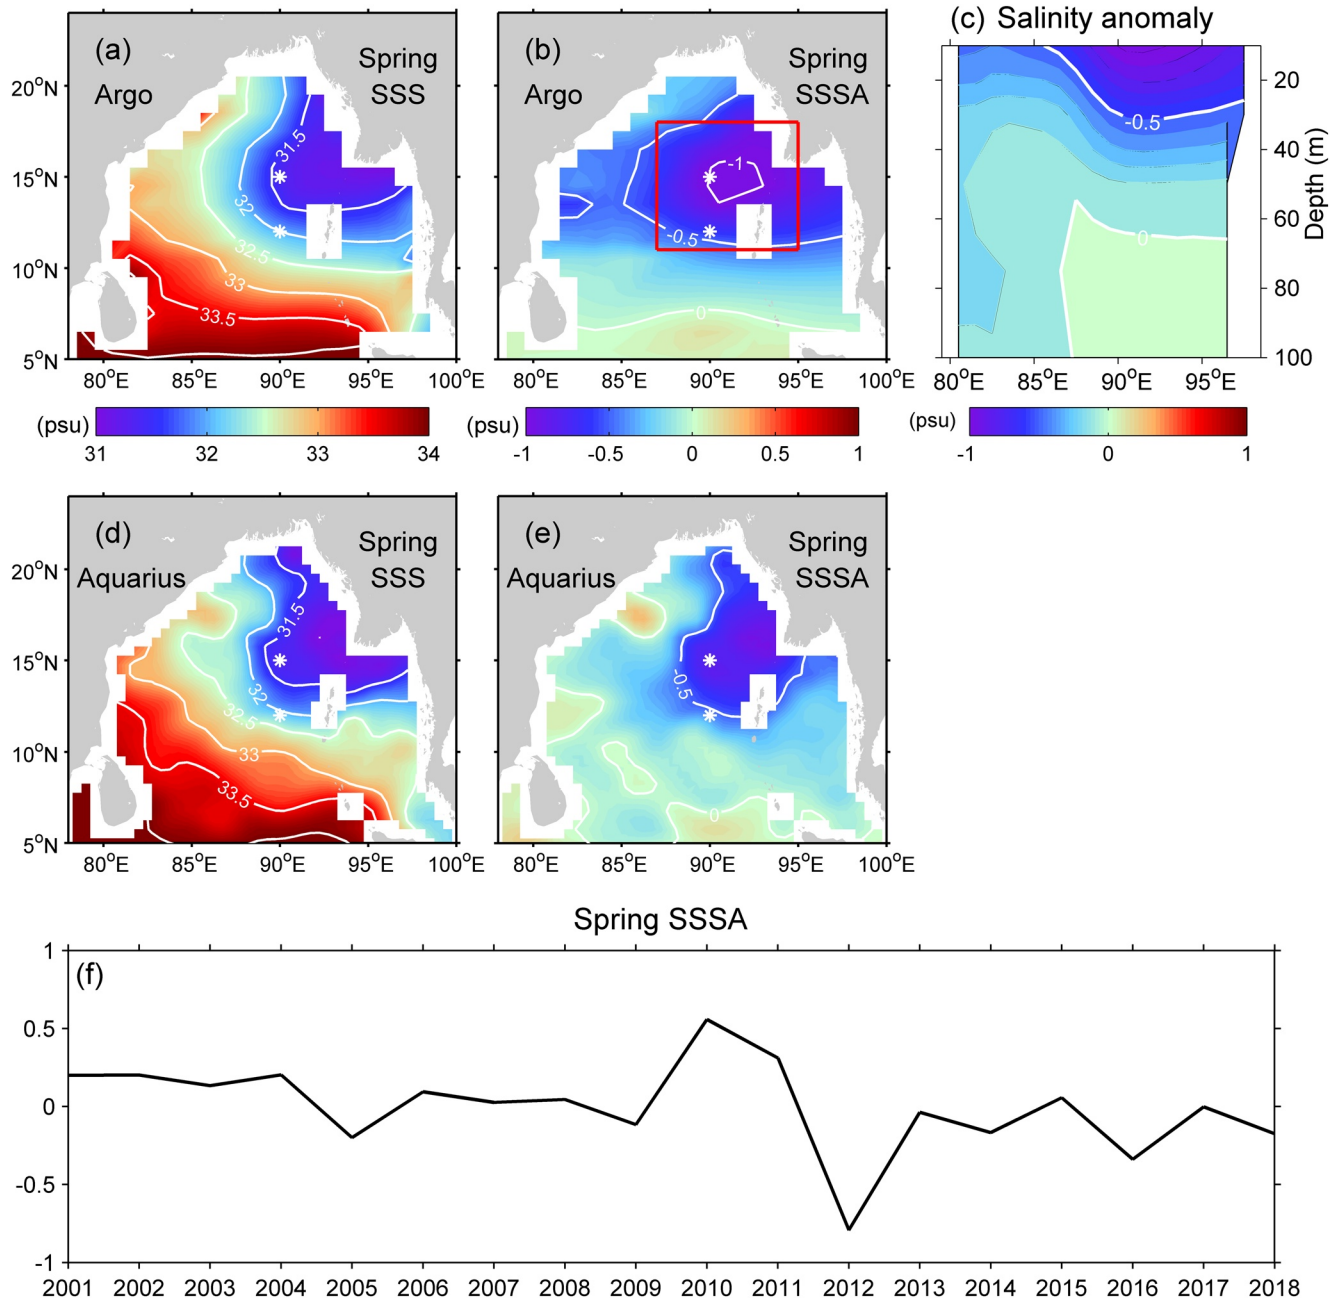 (a)
Argo
Spring
SSS
31.5
32
32.5
33
33.5
20°N
15°N
10°N
5°N
80°E 85°E 90°E 95°E 100°E
(psu)
31 32 33 34
(b)
Argo
Spring
SSSA
-1
-0.5
0
80°E 85°E 90°E 95°E 100°E
(psu)
-1 -0.5 0 0.5 1
(c) Salinity anomaly
-0.5
0
20
40
60
80
100
Depth (m)
80°E 85°E 90°E 95°E
(psu)
-1 0 1
(d)
Aquarius
Spring
SSS
31.5
32
32.5
33
33.5
20°N
15°N
10°N
5°N
80°E 85°E 90°E 95°E 100°E
(e)
Aquarius
Spring
SSSA
-0.5
0
80°E 85°E 90°E 95°E 100°E
Spring SSSA
(f)
1
0.5
0
-0.5
-1
2001 2002 2003 2004 2005 2006 2007 2008 2009 2010 2011 2012 2013 2014 2015 2016 2017 2018